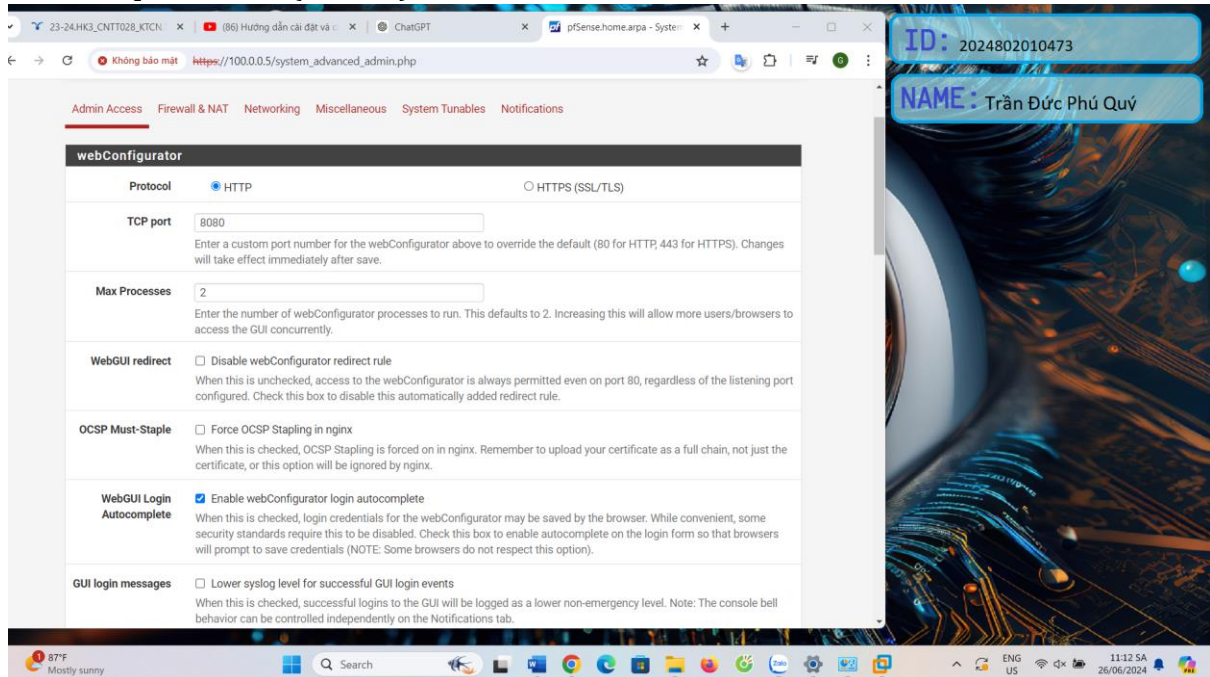 23-24.HK3_CNTT028_KTCN
(86) Hướng dẫn cài đặt và c
ChatGPT
pfSense.home.arpa - System
Không bảo mật
https://100.0.0.5/system_advanced_admin.php
G
ID: 2024802010473
NAME: Trần Đức Phú Quý
Admin Access Firewall & NAT Networking Miscellaneous System Tunables Notifications
webConfigurator
Protocol HTTP HTTPS (SSL/TLS)
TCP port 8080
Enter a custom port number for the webConfigurator above to override the default (80 for HTTP, 443 for HTTPS). Changes
will take effect immediately after save.
Max Processes 2
Enter the number of webConfigurator processes to run. This defaults to 2. Increasing this will allow more users/browsers to
access the GUI concurrently.
WebGUI redirect Disable webConfigurator redirect rule
When this is unchecked, access to the webConfigurator is always permitted even on port 80, regardless of the listening port
configured. Check this box to disable this automatically added redirect rule.
OCSP Must-Staple Force OCSP Stapling in nginx
When this is checked, OCSP Stapling is forced on in nginx. Remember to upload your certificate as a full chain, not just the
certificate, or this option will be ignored by nginx.
WebGUI Login Enable webConfigurator login autocomplete
Autocomplete
When this is checked, login credentials for the webConfigurator may be saved by the browser. While convenient, some
security standards require this to be disabled. Check this box to enable autocomplete on the login form so that browsers
will prompt to save credentials (NOTE: Some browsers do not respect this option).
GUI login messages Lower syslog level for successful GUI login events
When this is checked, successful logins to the GUI will be logged as a lower non-emergency level. Note: The console bell
behavior can be controlled independently on the Notifications tab.
1
87°F
Mostly sunny
Search
Zalo
ENG
US
11:12 SA
26/06/2024